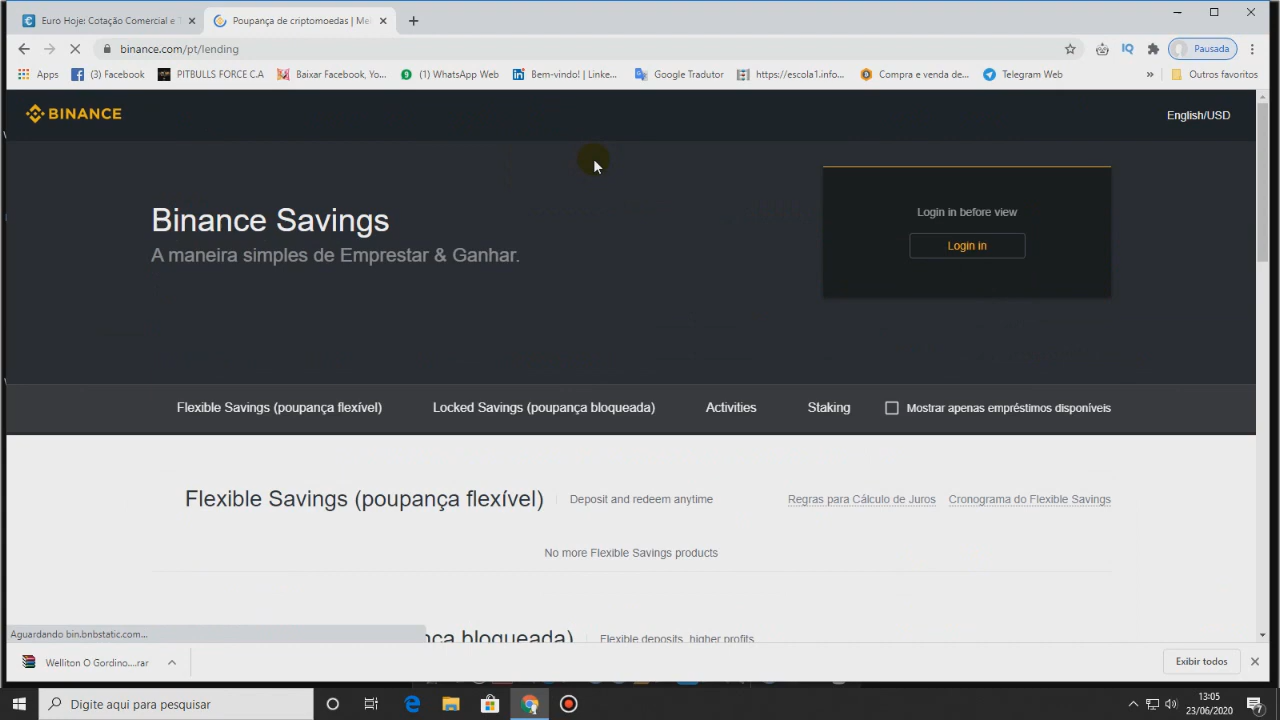 Euro Hoje: Cotação Comercial e T
Poupança de criptomoedas | Me
binance.com/pt/lending
Pausada
Apps
(3) Facebook
PITBULLS FORCE C.A
Baixar Facebook, Yo...
(1) WhatsApp Web
Bem-vindo! | Linke...
Google Tradutor
https://escola1.info...
Compra e venda de...
Telegram Web
»
Outros favoritos
BINANCE
English/USD
Binance Savings
A maneira simples de Emprestar & Ganhar.
Login in before view
Login in
Flexible Savings (poupança flexível)
Locked Savings (poupança bloqueada)
Activities
Staking
Mostrar apenas empréstimos disponíveis
Flexible Savings (poupança flexível)
Deposit and redeem anytime
Regras para Cálculo de Juros
Cronograma do Flexible Savings
No more Flexible Savings products
bloqueada)
Flexible deposits, higher profits
Aguardando bin.bnbstatic.com...
Welliton O Gordino....rar
Exibir todos
Digite aqui para pesquisar
13:05
23/06/2020